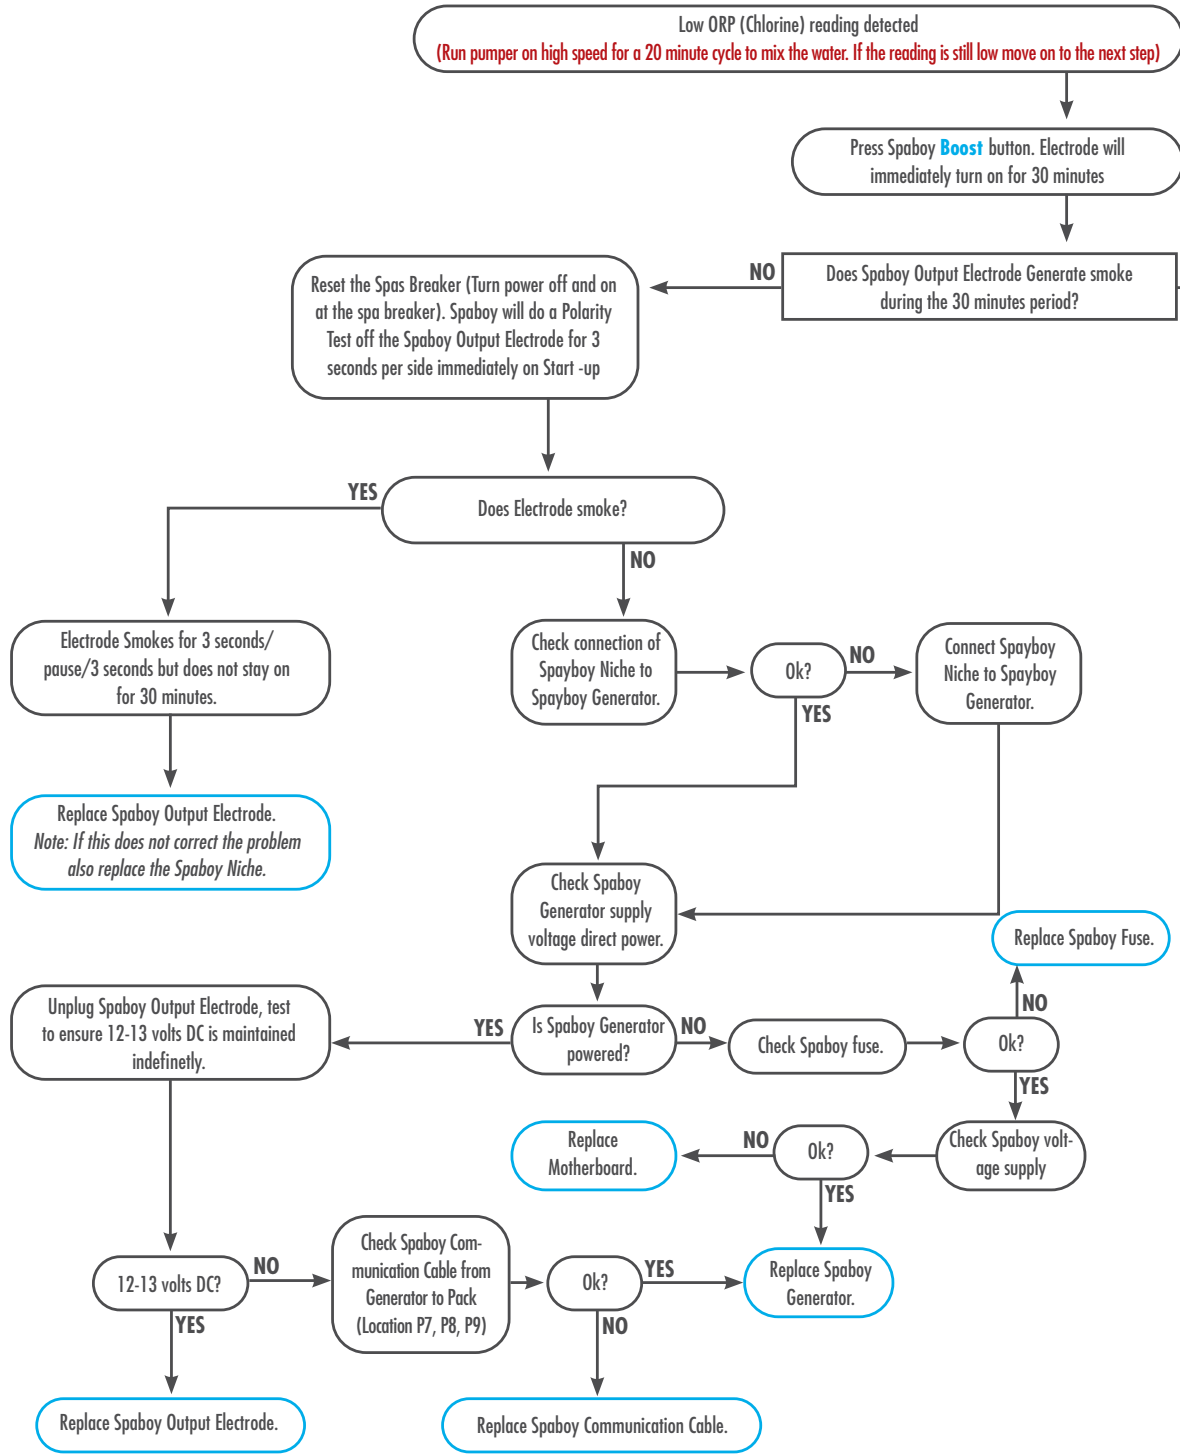 Low ORP (Chlorine) reading detected
(Run pumper on high speed for a 20 minute cycle to mix the water. If the reading is still low move on to the next step)
Press Spaboy Boost button. Electrode will
immediately turn on for 30 minutes
Does Spaboy Output Electrode Generate smoke
during the 30 minutes period?
NO
Reset the Spas Breaker (Turn power off and on
at the spa breaker). Spaboy will do a Polarity
Test off the Spaboy Output Electrode for 3
seconds per side immediately on Start -up
Does Electrode smoke?
YES
NO
Electrode Smokes for 3 seconds/
pause/3 seconds but does not stay on
for 30 minutes.
Replace Spaboy Output Electrode.
Note: If this does not correct the problem
also replace the Spaboy Niche.
Check connection of
Spayboy Niche to
Spayboy Generator.
Ok?
NO
YES
Connect Spayboy
Niche to Spayboy
Generator.
Check Spaboy
Generator supply
voltage direct power.
Is Spaboy Generator
powered?
YES
NO
Check Spaboy fuse.
Ok?
NO
Replace Spaboy Fuse.
YES
Check Spaboy volt-
age supply
Ok?
NO
Replace
Motherboard.
YES
Replace Spaboy
Generator.
Unplug Spaboy Output Electrode, test
to ensure 12-13 volts DC is maintained
indefinetly.
12-13 volts DC?
NO
YES
Check Spaboy Com-
munication Cable from
Generator to Pack
(Location P7, P8, P9)
Ok?
YES
NO
Replace Spaboy Output Electrode.
Replace Spaboy Communication Cable.